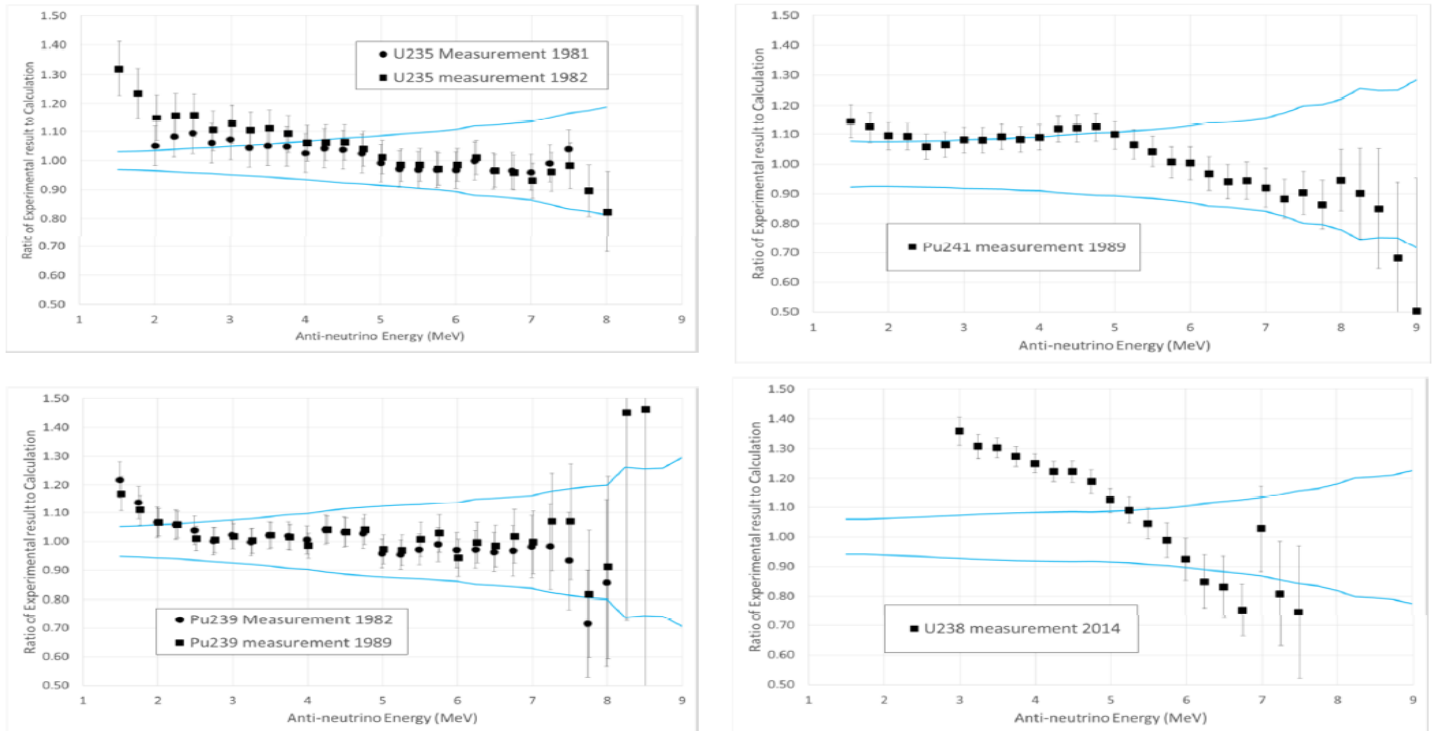 Ratic of Experimental result to Calculation
1.50
1.40
1.30
1.20
1.10
1.00
0.90
0.80
0.70
0.60
0.50
U235 Measurement 1981
U235 measurement 1982
1 2 3 4 5 6 7 8 9
Anti-neutrino Energy (MeV)
Ratio of Experimental result to Calculation
1.50
1.40
1.30
1.20
1.10
1.00
0.90
0.80
0.70
0.60
0.50
Pu241 measurement 1989
1 2 3 4 5 6 7 8 9
Anti-neutrino Energy (MeV)
Ratio of Experimental result to Calculation
1.50
1.40
1.30
1.20
1.10
1.00
0.90
0.80
0.70
0.60
0.50
Pu239 Measurement 1982
Pu239 measurement 1989
1 2 3 4 5 6 7 8 9
Anti-neutrino Energy (MeV)
Ratio of Experimental result to Calculation
1.50
1.40
1.30
1.20
1.10
1.00
0.90
0.80
0.70
0.60
0.50
U238 measurement 2014
1 2 3 4 5 6 7 8 9
Anti-neutrino Energy (MeV)